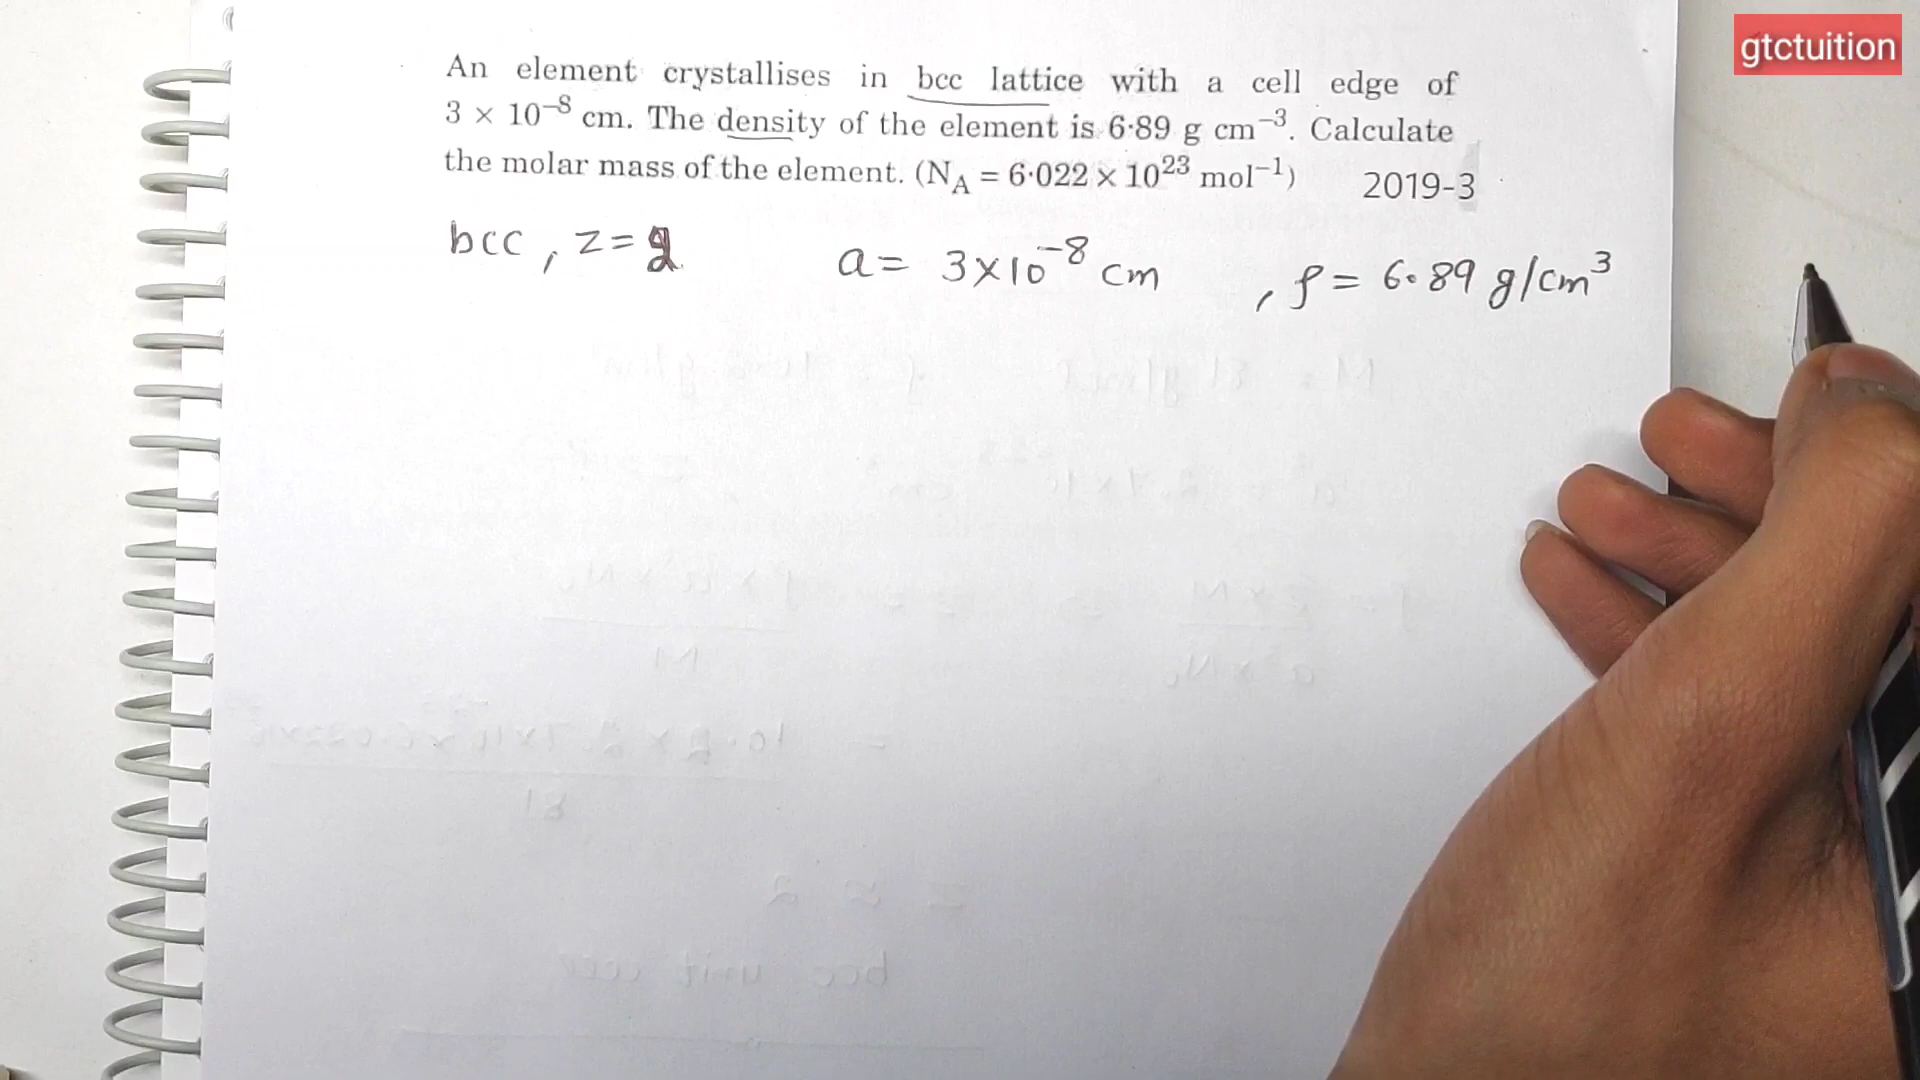 gtctuition
An element crystallises in bcc lattice with a cell edge of
3 × 10⁻⁸ cm. The density of the element is 6·89 g cm⁻³. Calculate
the molar mass of the element. (N_A = 6·022 × 10²³ mol⁻¹) 2019-3
bcc, z=2 a= 3×10⁻⁸ cm , ρ = 6.89 g/cm³